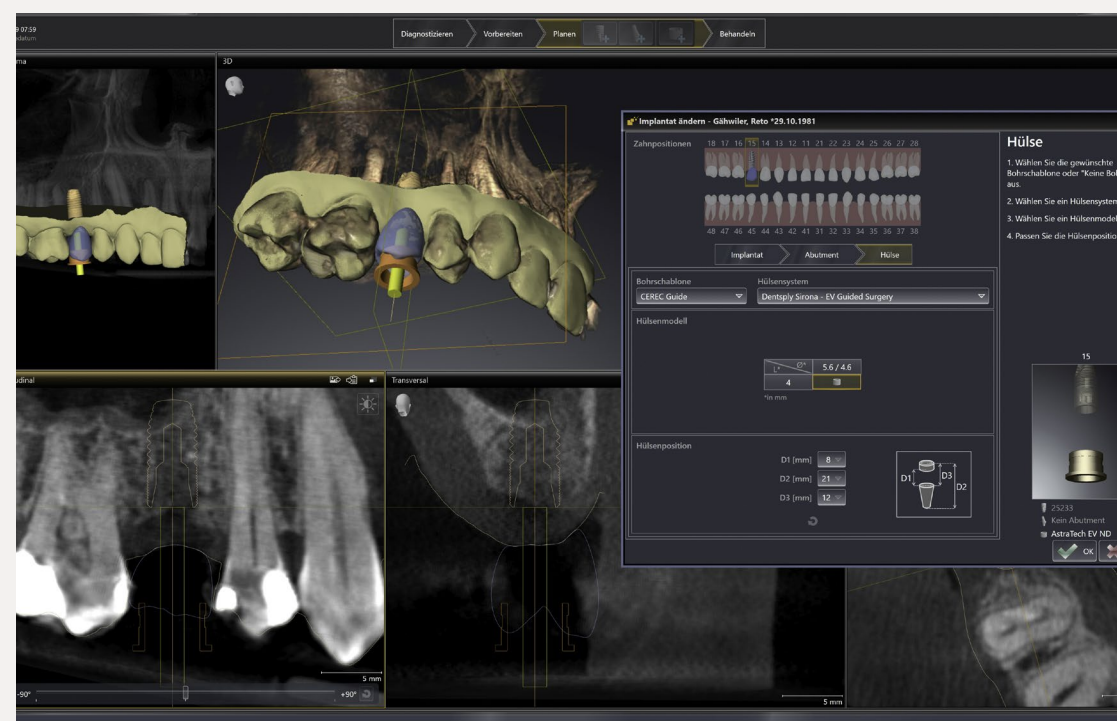 9 07:59
datum
Diagnostizieren
Vorbereiten
Planen
Behandeln
ma
3D
Implantat ändern - Gähwiler, Reto *29.10.1981
Zahnpositionen
18 17 16 15 14 13 12 11 21 22 23 24 25 26 27 28
48 47 46 45 44 43 42 41 31 32 33 34 35 36 37 38
Implantat
Abutment
Hülse
Hülse
1. Wählen Sie die gewünschte
Bohrschablone oder "Keine Bo
aus.
2. Wählen Sie ein Hülsensystem
3. Wählen Sie ein Hülsenmodel
4. Passen Sie die Hülsenpositio
Bohrschablone
Hülsensystem
CEREC Guide
Dentsply Sirona - EV Guided Surgery
Hülsenmodell
L* Ø* 5.6 / 4.6
4
*in mm
Hülsenposition
D1 [mm] 8
D2 [mm] 21
D3 [mm] 12
D1
D3
D2
15
25233
Kein Abutment
AstraTech EV ND
OK
udinal
Transversal
5 mm
-90°
+90°
5 mm